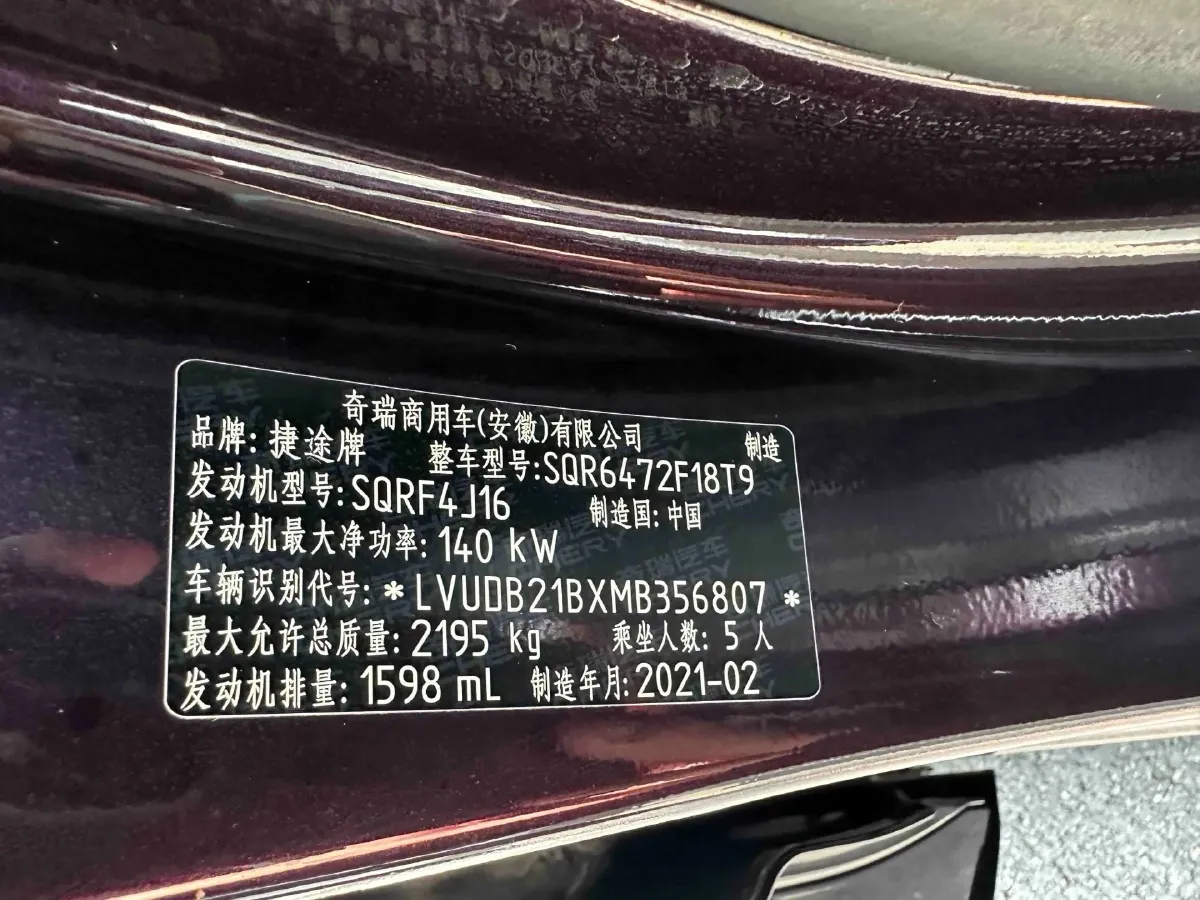 奇瑞商用车(安徽)有限公司 制造
品牌: 捷途牌 整车型号:SQR6472F18T9
发动机型号:SQRF4J16 制造国:中国
发动机最大净功率: 140 kW
车辆识别代号: *LVUDB21BXMB356807*
最大允许总质量: 2195 kg 乘坐人数: 5 人
发动机排量: 1598 mL 制造年月: 2021-02